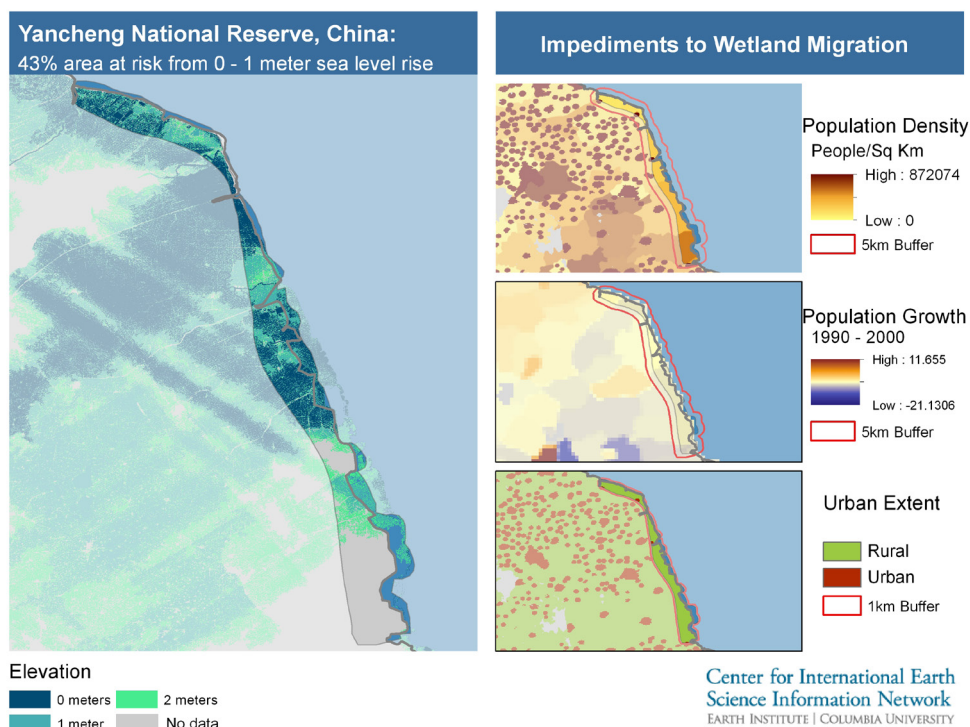 Yancheng National Reserve, China:
43% area at risk from 0 - 1 meter sea level rise
Impediments to Wetland Migration
Population Density
People/Sq Km
High : 872074
Low : 0
5km Buffer
Population Growth
1990 - 2000
High : 11.655
Low : -21.1306
5km Buffer
Urban Extent
Rural
Urban
1km Buffer
Elevation
0 meters
2 meters
1 meter
No data
Center for International Earth
Science Information Network
EARTH INSTITUTE | COLUMBIA UNIVERSITY